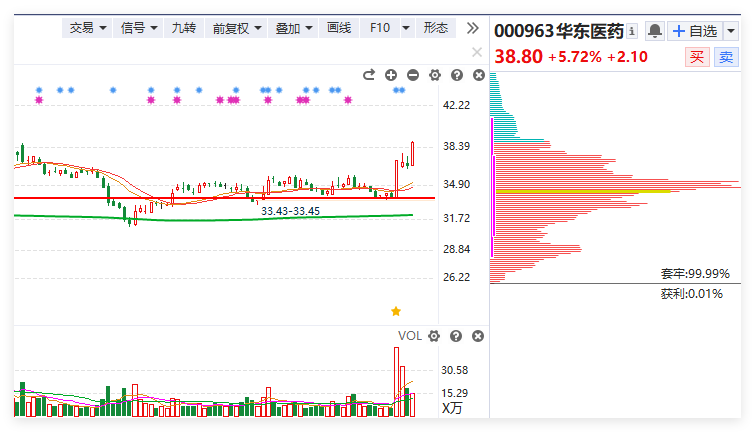 交易 信号 九转 前复权 叠加 画线 F10 形态
000963华东医药 自选
38.80 +5.72% +2.10 买 卖
42.22
38.39
34.90
33.43-33.45
31.72
28.84
26.22
套牢:99.99%
获利:0.01%
VOL
30.58
15.29
X万